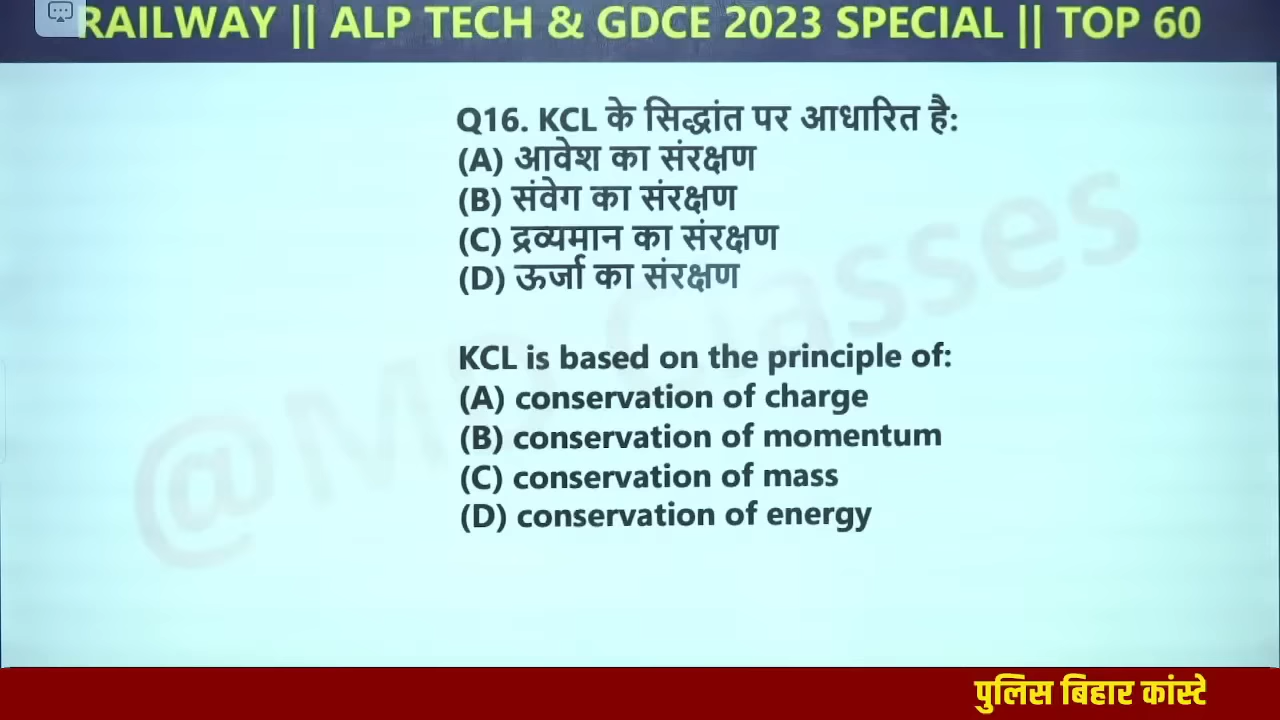 RAILWAY || ALP TECH & GDCE 2023 SPECIAL || TOP 60
Q16. KCL के सिद्धांत पर आधारित है:
(A) आवेश का संरक्षण
(B) संवेग का संरक्षण
(C) द्रव्यमान का संरक्षण
(D) ऊर्जा का संरक्षण
KCL is based on the principle of:
(A) conservation of charge
(B) conservation of momentum
(C) conservation of mass
(D) conservation of energy
पुलिस बिहार कांस्टे